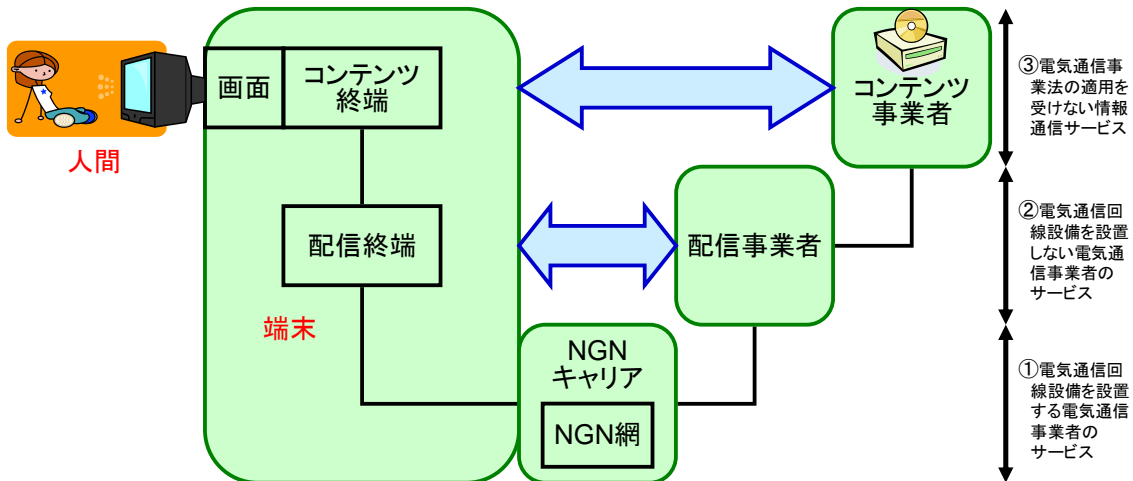 画面
コンテンツ
終端
コンテンツ
事業者
人間
配信終端
配信事業者
端末
NGN
キャリア
NGN網
③電気通信事
業法の適用を
受けない情報
通信サービス
②電気通信回
線設備を設置
しない電気通
信事業者の
サービス
①電気通信回
線設備を設置
する電気通信
事業者の
サービス